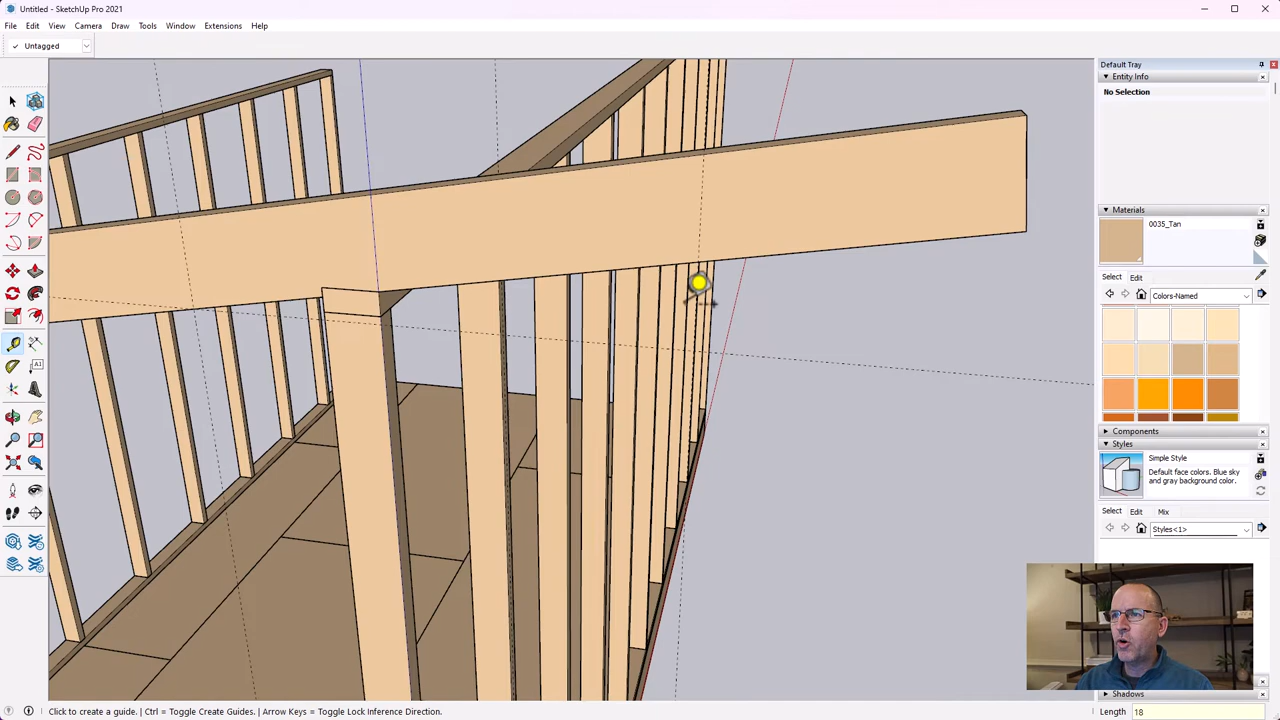 Untitled - SketchUp Pro 2021
File Edit View Camera Draw Tools Window Extensions Help
✓ Untagged
Default Tray
Entity Info
No Selection
Materials
0035_Tan
Select Edit
Colors-Named
Components
Styles
Simple Style
Default face colors. Blue sky
and gray background color.
Select Edit Mix
Styles<1>
Shadows
Click to create a guide. | Ctrl = Toggle Create Guides. | Arrow Keys = Toggle Lock Inference Direction.
Length 18